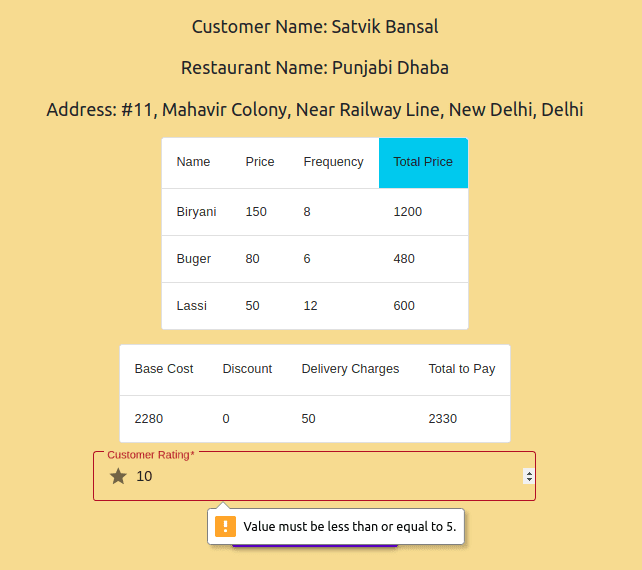 Customer Name: Satvik Bansal
Restaurant Name: Punjabi Dhaba
Address: #11, Mahavir Colony, Near Railway Line, New Delhi, Delhi
Name Price Frequency Total Price
Biryani 150 8 1200
Buger 80 6 480
Lassi 50 12 600
Base Cost Discount Delivery Charges Total to Pay
2280 0 50 2330
Customer Rating*
10
! Value must be less than or equal to 5.